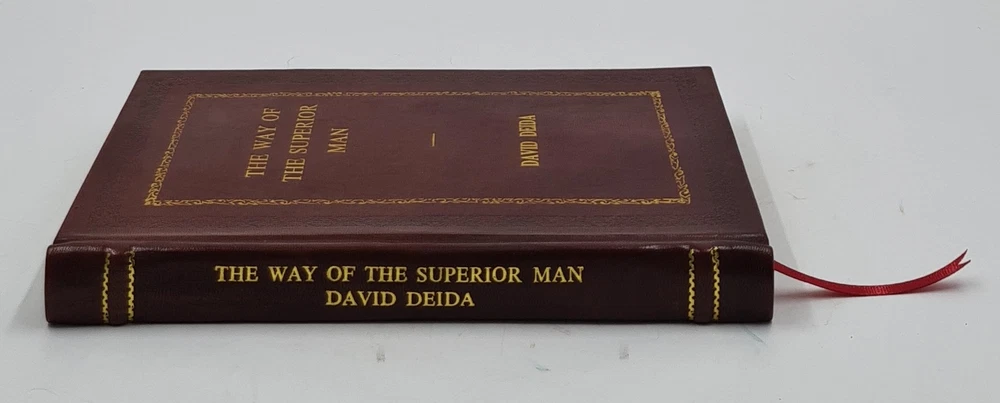 THE WAY OF
THE SUPERIOR
MAN
DAVID DEIDA
THE WAY OF THE SUPERIOR MAN
DAVID DEIDA